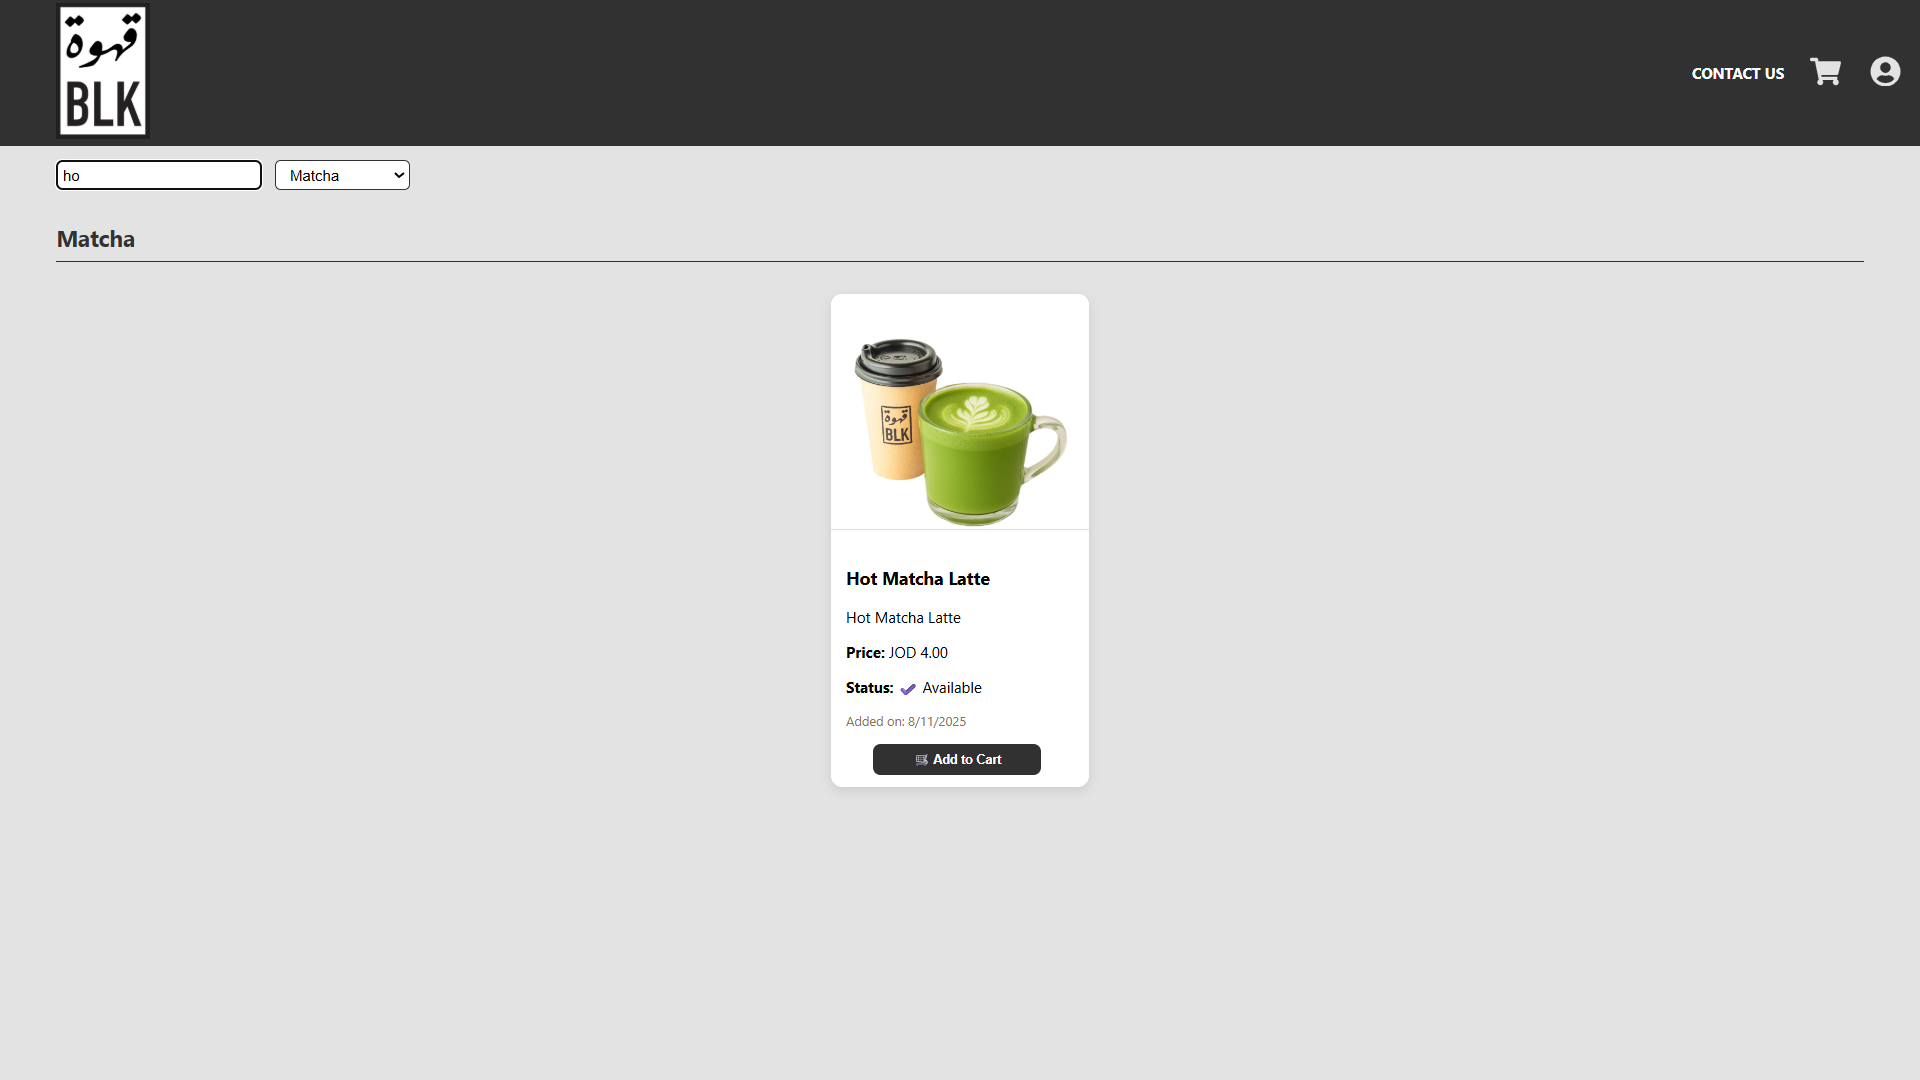 قهوة
BLK
CONTACT US
ho
Matcha
Matcha
قهوة
BLK
Hot Matcha Latte
Hot Matcha Latte
Price: JOD 4.00
Status: ✔ Available
Added on: 8/11/2025
🛒 Add to Cart